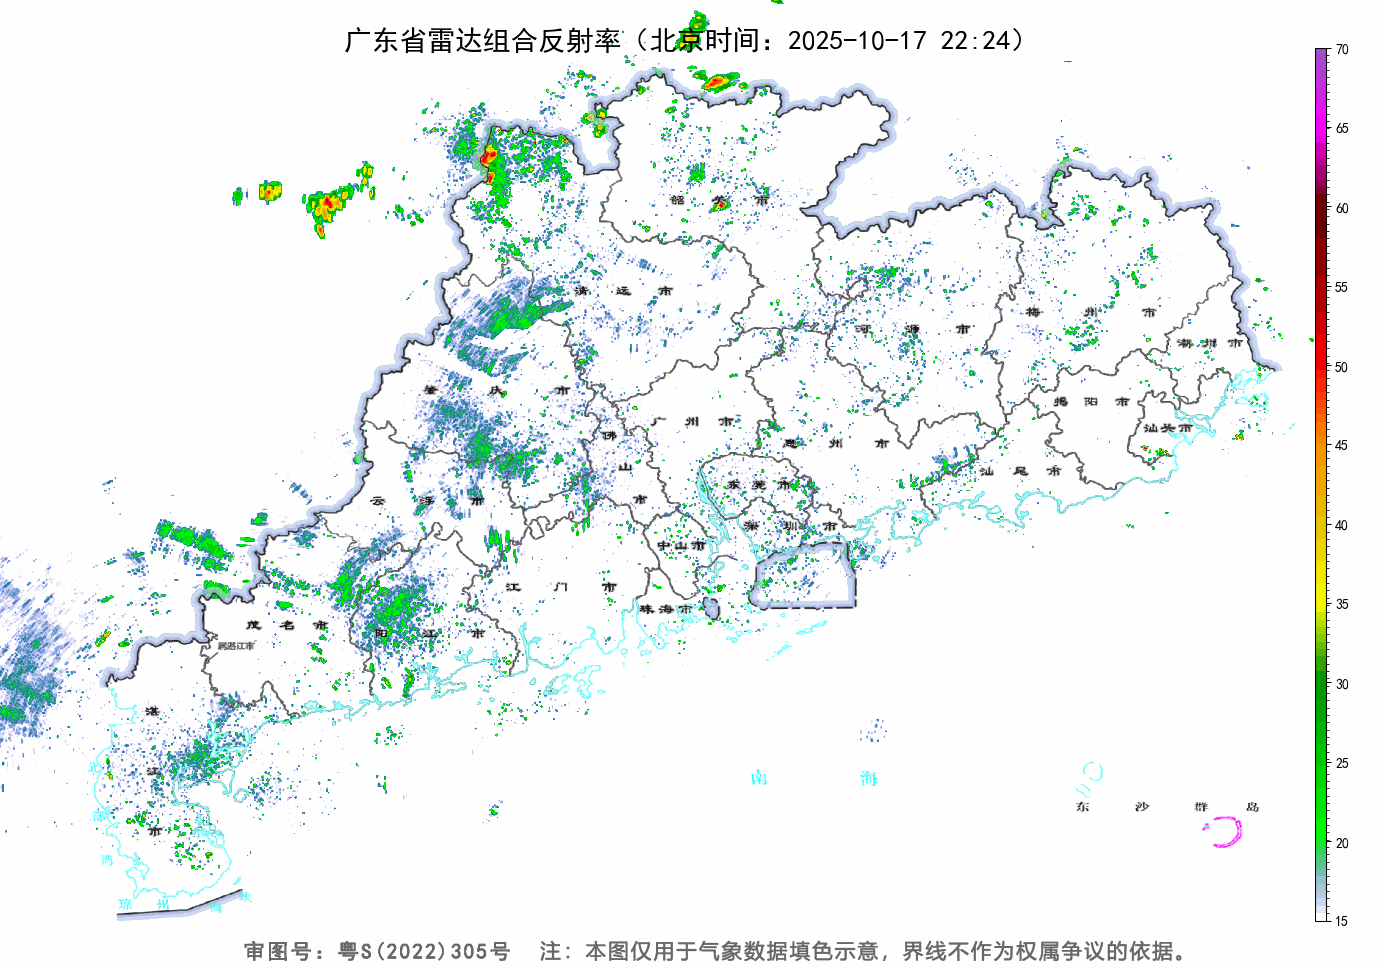 广东省雷达组合反射率（北京时间：2025-10-17 22:24）
70
65
60
55
50
45
40
35
30
25
20
15
韶关市
清远市
河源市
梅州市
潮州市
肇庆市
广州市
揭阳市
汕头市
佛山市
惠州市
汕尾市
云浮市
东莞市
深圳市
中山市
江门市
珠海市
茂名市
阳江市
属湛江市
湛江市
南海
东沙群岛
北部湾
琼州海峡
审图号：粤S(2022)305号 注：本图仅用于气象数据填色示意，界线不作为权属争议的依据。